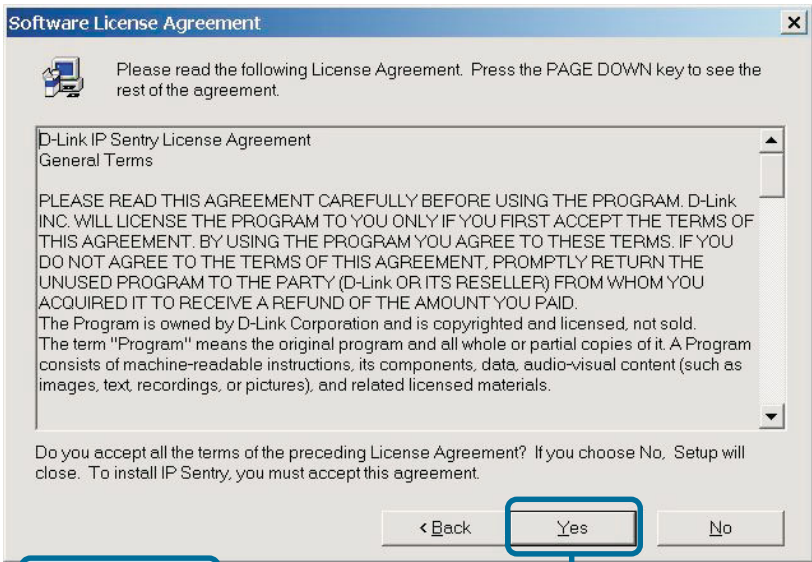 Software License Agreement
Please read the following License Agreement. Press the PAGE DOWN key to see the
rest of the agreement.
D-Link IP Sentry License Agreement
General Terms
PLEASE READ THIS AGREEMENT CAREFULLY BEFORE USING THE PROGRAM. D-Link
INC. WILL LICENSE THE PROGRAM TO YOU ONLY IF YOU FIRST ACCEPT THE TERMS OF
THIS AGREEMENT. BY USING THE PROGRAM YOU AGREE TO THESE TERMS. IF YOU
DO NOT AGREE TO THE TERMS OF THIS AGREEMENT, PROMPTLY RETURN THE
UNUSED PROGRAM TO THE PARTY (D-Link OR ITS RESELLER) FROM WHOM YOU
ACQUIRED IT TO RECEIVE A REFUND OF THE AMOUNT YOU PAID.
The Program is owned by D-Link Corporation and is copyrighted and licensed, not sold.
The term "Program" means the original program and all whole or partial copies of it. A Program
consists of machine-readable instructions, its components, data, audio-visual content (such as
images, text, recordings, or pictures), and related licensed materials.
Do you accept all the terms of the preceding License Agreement? If you choose No, Setup will
close. To install IP Sentry, you must accept this agreement.
< Back Yes No